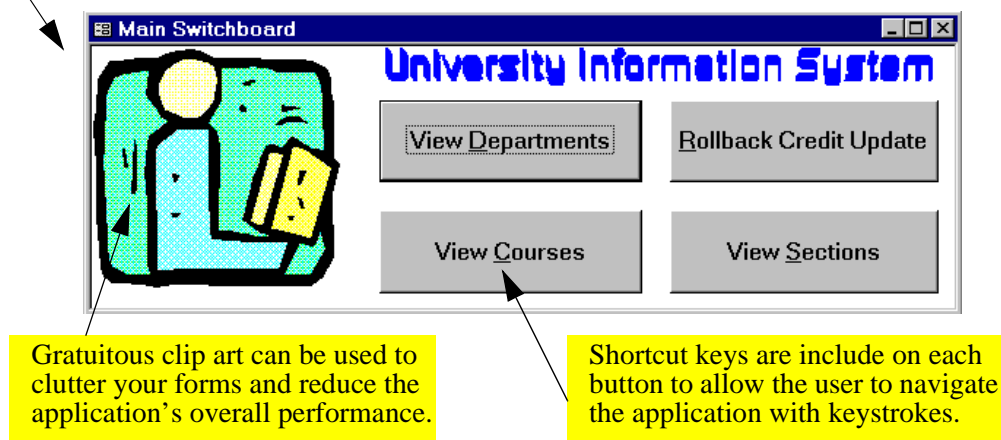 Main Switchboard
University Information System
View Departments
Rollback Credit Update
View Courses
View Sections
Gratuitous clip art can be used to
clutter your forms and reduce the
application’s overall performance.
Shortcut keys are include on each
button to allow the user to navigate
the application with keystrokes.